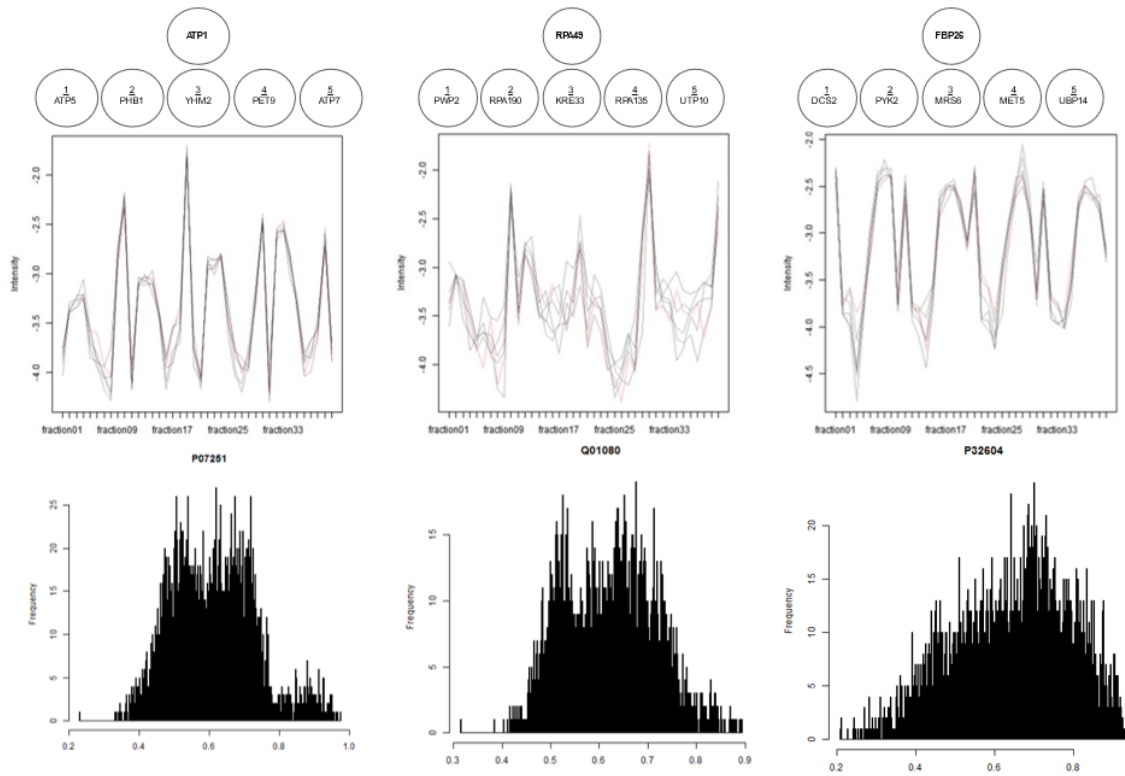 ATP1
RPA49
FBP26
1
ATP5
2
PHB1
3
YHM2
4
PET9
5
ATP7
1
PWP2
2
RPA190
3
KRE33
4
RPA135
5
UTP10
1
DCS2
2
PYK2
3
MRS6
4
MET5
5
UBP14
Intensity
-2.0
-2.5
-3.0
-3.5
-4.0
fraction01 fraction09 fraction17 fraction25 fraction33
Intensity
-2.0
-2.5
-3.0
-3.5
-4.0
fraction01 fraction09 fraction17 fraction25 fraction33
Intensity
-2.0
-2.5
-3.0
-3.5
-4.0
-4.5
fraction01 fraction09 fraction17 fraction25 fraction33
P07251
Q01080
P32604
Frequency
25
20
15
10
5
0
0.2 0.4 0.6 0.8 1.0
Frequency
15
10
5
0
0.3 0.4 0.5 0.6 0.7 0.8 0.9
Frequency
20
15
10
5
0
0.2 0.4 0.6 0.8